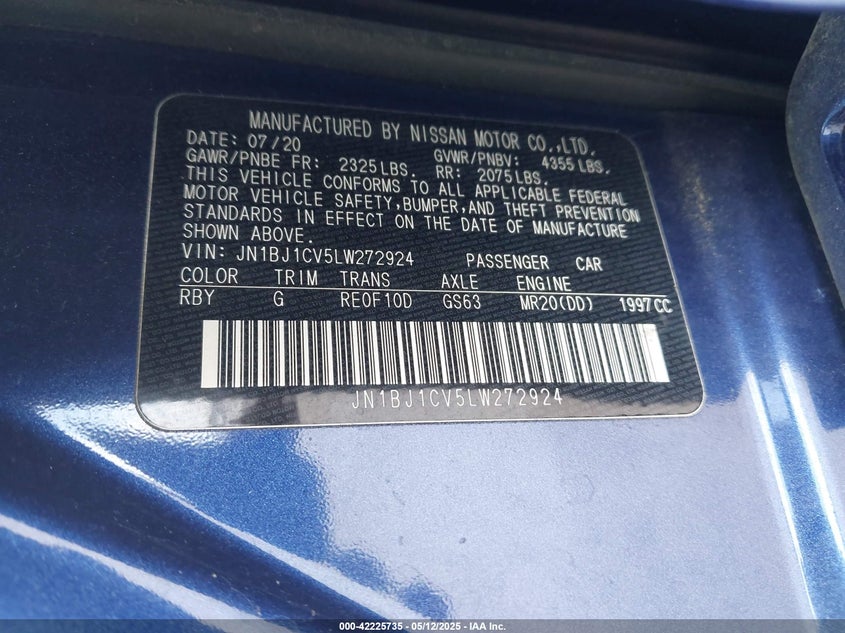 MANUFACTURED BY NISSAN MOTOR CO.,LTD.
DATE: 07/20 GVWR/PNBV: 4355 LBS.
GAWR/PNBE FR: 2325LBS. RR: 2075LBS.
THIS VEHICLE CONFORMS TO ALL APPLICABLE FEDERAL
MOTOR VEHICLE SAFETY,BUMPER,AND THEFT PREVENTION
STANDARDS IN EFFECT ON THE DATE OF MANUFACTURE
SHOWN ABOVE.
VIN: JN1BJ1CV5LW272924 PASSENGER CAR
COLOR TRIM TRANS AXLE ENGINE
RBY G RE0F10D GS63 MR20(DD) 1997CC
JN1BJ1CV5LW272924
000-42225735 - 05/12/2025 - IAA Inc.